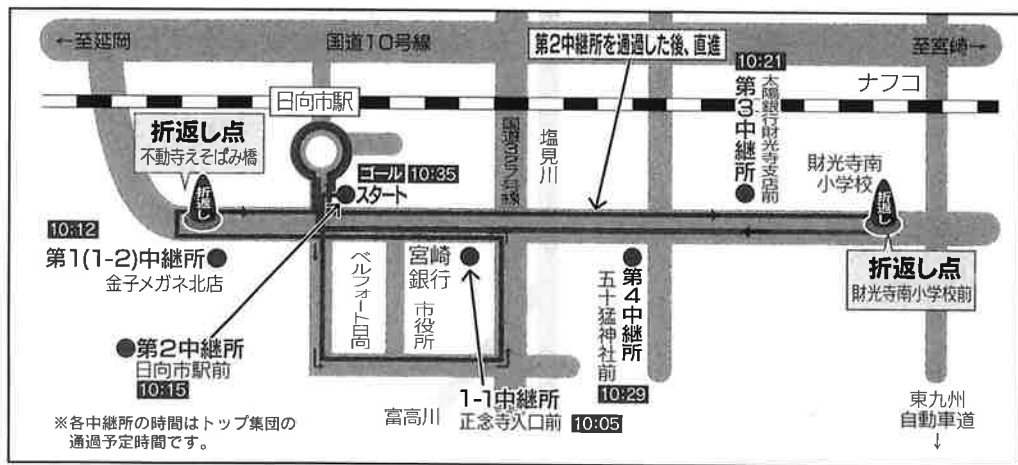 ←至延岡
国道10号線
第2中継所を通過した後、直進
至宮崎→
10:21
第3中継所
太陽銀行財光寺支店前
ナフコ
日向市駅
折返し点
不動寺えそばみ橋
国道327号線
塩見川
財光寺南
小学校
ゴール 10:35
スタート
折返し
折返し
10:12
第1(1-2)中継所
金子メガネ北店
ベルフォート日向
宮崎
銀行
市役所
第4中継所
五十猛神社前
10:29
折返し点
財光寺南小学校前
第2中継所
日向市駅前
10:15
1-1中継所
正念寺入口前 10:05
富高川
東九州
自動車道
↓
※各中継所の時間はトップ集団の
通過予定時間です。